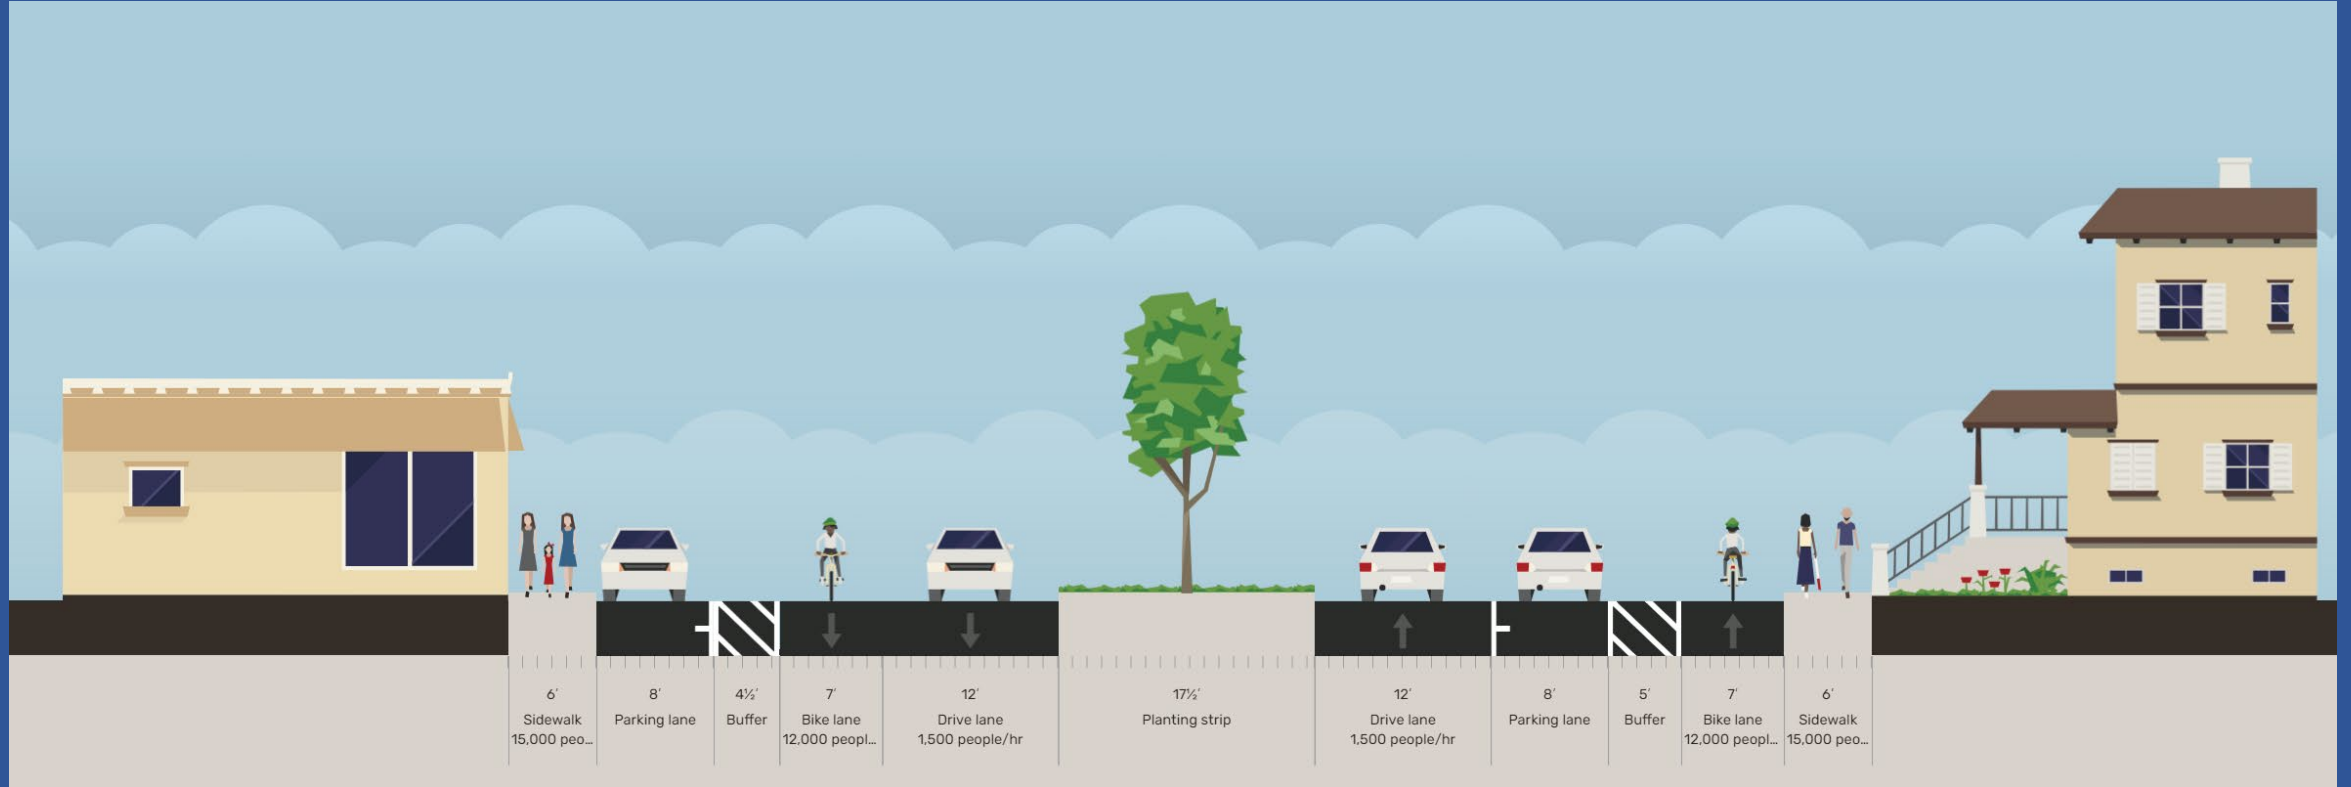 6′
Sidewalk
15,000 peo…
8′
Parking lane
4½′
Buffer
7′
Bike lane
12,000 peopl…
12′
Drive lane
1,500 people/hr
17½′
Planting strip
12′
Drive lane
1,500 people/hr
8′
Parking lane
5′
Buffer
7′
Bike lane
12,000 peopl…
6′
Sidewalk
15,000 peo…